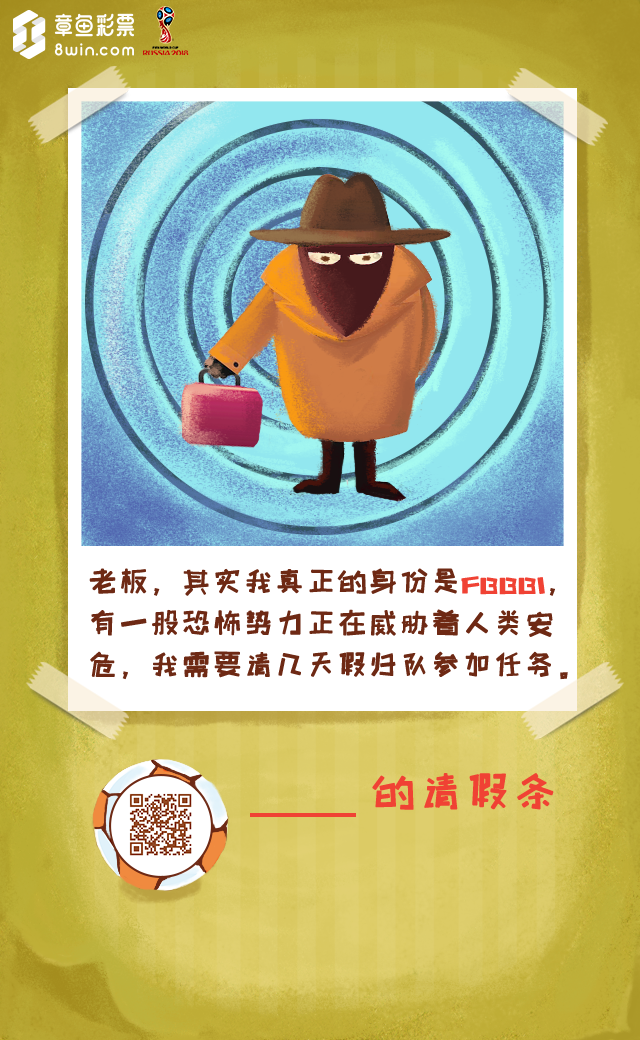 章鱼彩票
8win.com
FIFA WORLD CUP
RUSSIA 2018
老板，其实我真正的身份是FBBBI，
有一股恐怖势力正在威胁着人类安
危，我需要请几天假归队参加任务。
的请假条